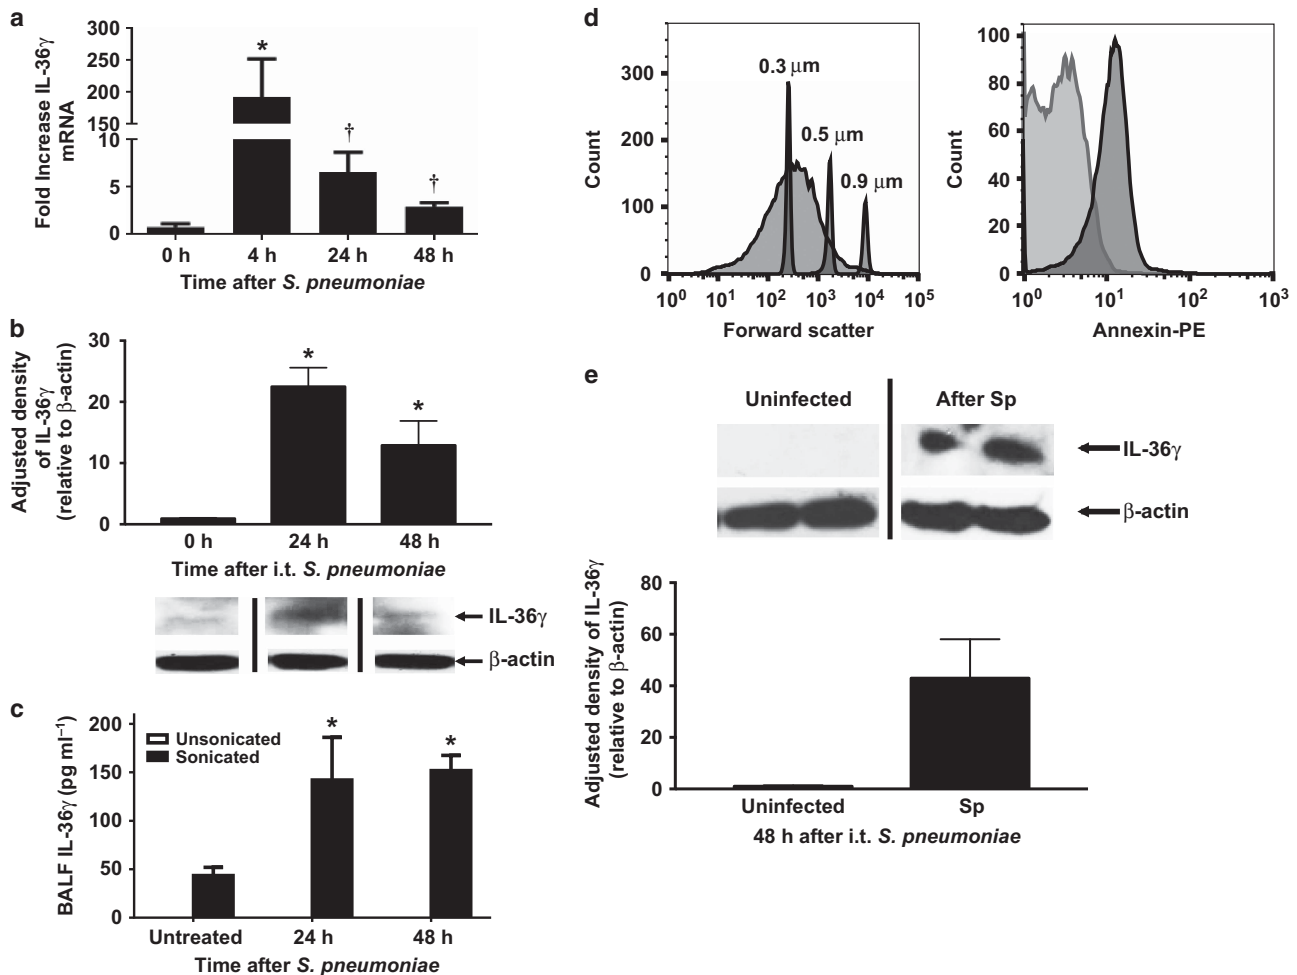 a
Fold Increase IL-36γ
mRNA
300
250
200
150
10
5
0
*
†
†
0 h 4 h 24 h 48 h
Time after S. pneumoniae
b
Adjusted density
of IL-36γ
(relative to β-actin)
30
20
10
0
*
*
0 h 24 h 48 h
Time after i.t. S. pneumoniae
IL-36γ
β-actin
c
BALF IL-36γ (pg ml⁻¹)
200
150
100
50
0
Unsonicated
Sonicated
*
*
Untreated 24 h 48 h
Time after S. pneumoniae
d
Count
300
200
100
0
0.3 μm
0.5 μm
0.9 μm
10⁰ 10¹ 10² 10³ 10⁴ 10⁵
Forward scatter
Count
100
80
60
40
20
0
10⁰ 10¹ 10² 10³
Annexin-PE
e
Uninfected After Sp
IL-36γ
β-actin
Adjusted density of IL-36γ
(relative to β-actin)
80
60
40
20
0
Uninfected Sp
48 h after i.t. S. pneumoniae